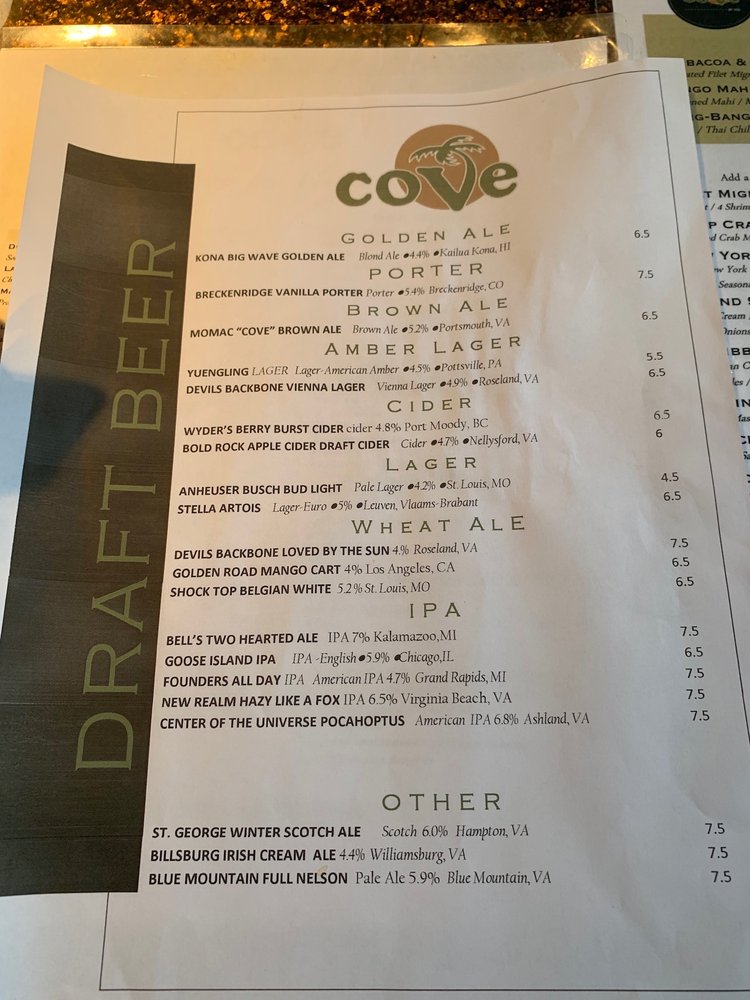 cove
DRAFT BEER
GOLDEN ALE
KONA BIG WAVE GOLDEN ALE Blond Ale •4.4% •Kailua Kona, HI 6.5
PORTER
BRECKENRIDGE VANILLA PORTER Porter •5.4% Breckenridge, CO 7.5
BROWN ALE
MOMAC "COVE" BROWN ALE Brown Ale •5.2% •Portsmouth, VA 6.5
AMBER LAGER
YUENGLING LAGER Lager-American Amber •4.5% •Pottsville, PA 5.5
DEVILS BACKBONE VIENNA LAGER Vienna Lager •4.9% •Roseland, VA 6.5
CIDER
WYDER'S BERRY BURST CIDER cider 4.8% Port Moody, BC 6.5
BOLD ROCK APPLE CIDER DRAFT CIDER Cider •4.7% •Nellysford, VA 6
LAGER
ANHEUSER BUSCH BUD LIGHT Pale Lager •4.2% •St. Louis, MO 4.5
STELLA ARTOIS Lager-Euro •5% •Leuven, Vlaams-Brabant 6.5
WHEAT ALE
DEVILS BACKBONE LOVED BY THE SUN 4.% Roseland, VA 7.5
GOLDEN ROAD MANGO CART 4% Los Angeles, CA 6.5
SHOCK TOP BELGIAN WHITE 5.2% St. Louis, MO 6.5
IPA
BELL'S TWO HEARTED ALE IPA 7% Kalamazoo,MI 7.5
GOOSE ISLAND IPA IPA -English •5.9% •Chicago,IL 6.5
FOUNDERS ALL DAY IPA American IPA 4.7% Grand Rapids, MI 7.5
NEW REALM HAZY LIKE A FOX IPA 6.5% Virginia Beach, VA 7.5
CENTER OF THE UNIVERSE POCAHOPTUS American IPA 6.8% Ashland, VA 7.5
OTHER
ST. GEORGE WINTER SCOTCH ALE Scotch 6.0% Hampton, VA 7.5
BILLSBURG IRISH CREAM ALE 4.4% Williamsburg, VA 7.5
BLUE MOUNTAIN FULL NELSON Pale Ale 5.9% Blue Mountain, VA 7.5
BACOA &
Filet Mig
Mahi / M
/ Thai Chil
Add a
/ 4 Shrim
Crab M